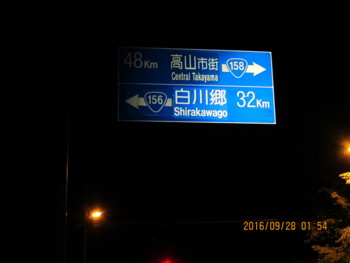 48Km 高山市街 158
Central Takayama
156 白川郷 32Km
Shirakawago
2016/09/28 01:54